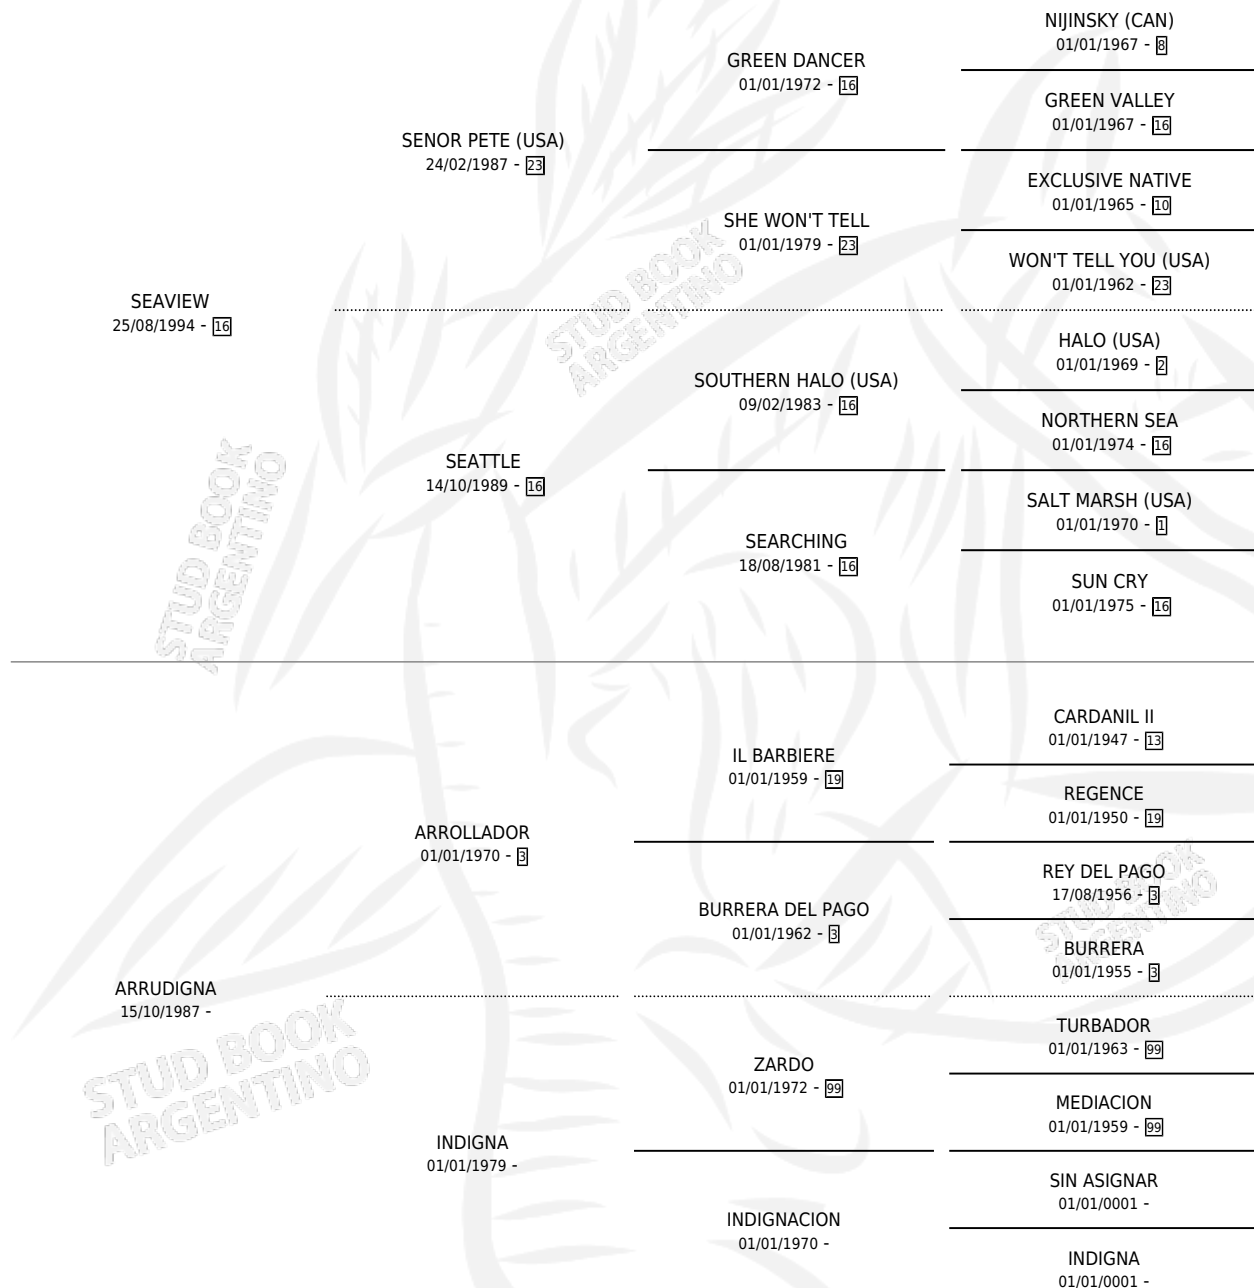 NIJINSKY (CAN)
01/01/1967 - 8
GREEN DANCER
01/01/1972 - 16
GREEN VALLEY
01/01/1967 - 16
SENOR PETE (USA)
24/02/1987 - 23
EXCLUSIVE NATIVE
01/01/1965 - 10
SHE WON'T TELL
01/01/1979 - 23
WON'T TELL YOU (USA)
01/01/1962 - 23
SEAVIEW
25/08/1994 - 16
HALO (USA)
01/01/1969 - 2
SOUTHERN HALO (USA)
09/02/1983 - 16
NORTHERN SEA
01/01/1974 - 16
SEATTLE
14/10/1989 - 16
SALT MARSH (USA)
01/01/1970 - 1
SEARCHING
18/08/1981 - 16
SUN CRY
01/01/1975 - 16
CARDANIL II
01/01/1947 - 13
IL BARBIERE
01/01/1959 - 19
REGENCE
01/01/1950 - 19
ARROLLADOR
01/01/1970 - 3
REY DEL PAGO
17/08/1956 - 3
BURRERA DEL PAGO
01/01/1962 - 3
BURRERA
01/01/1955 - 3
ARRUDIGNA
15/10/1987 -
TURBADOR
01/01/1963 - 99
ZARDO
01/01/1972 - 99
MEDIACION
01/01/1959 - 99
INDIGNA
01/01/1979 -
SIN ASIGNAR
01/01/0001 -
INDIGNACION
01/01/1970 -
INDIGNA
01/01/0001 -
STUD BOOK
ARGENTINO
STUD BOOK
ARGENTINO
STUD BOOK
ARGENTINO
STUD BOOK
ARGENTINO